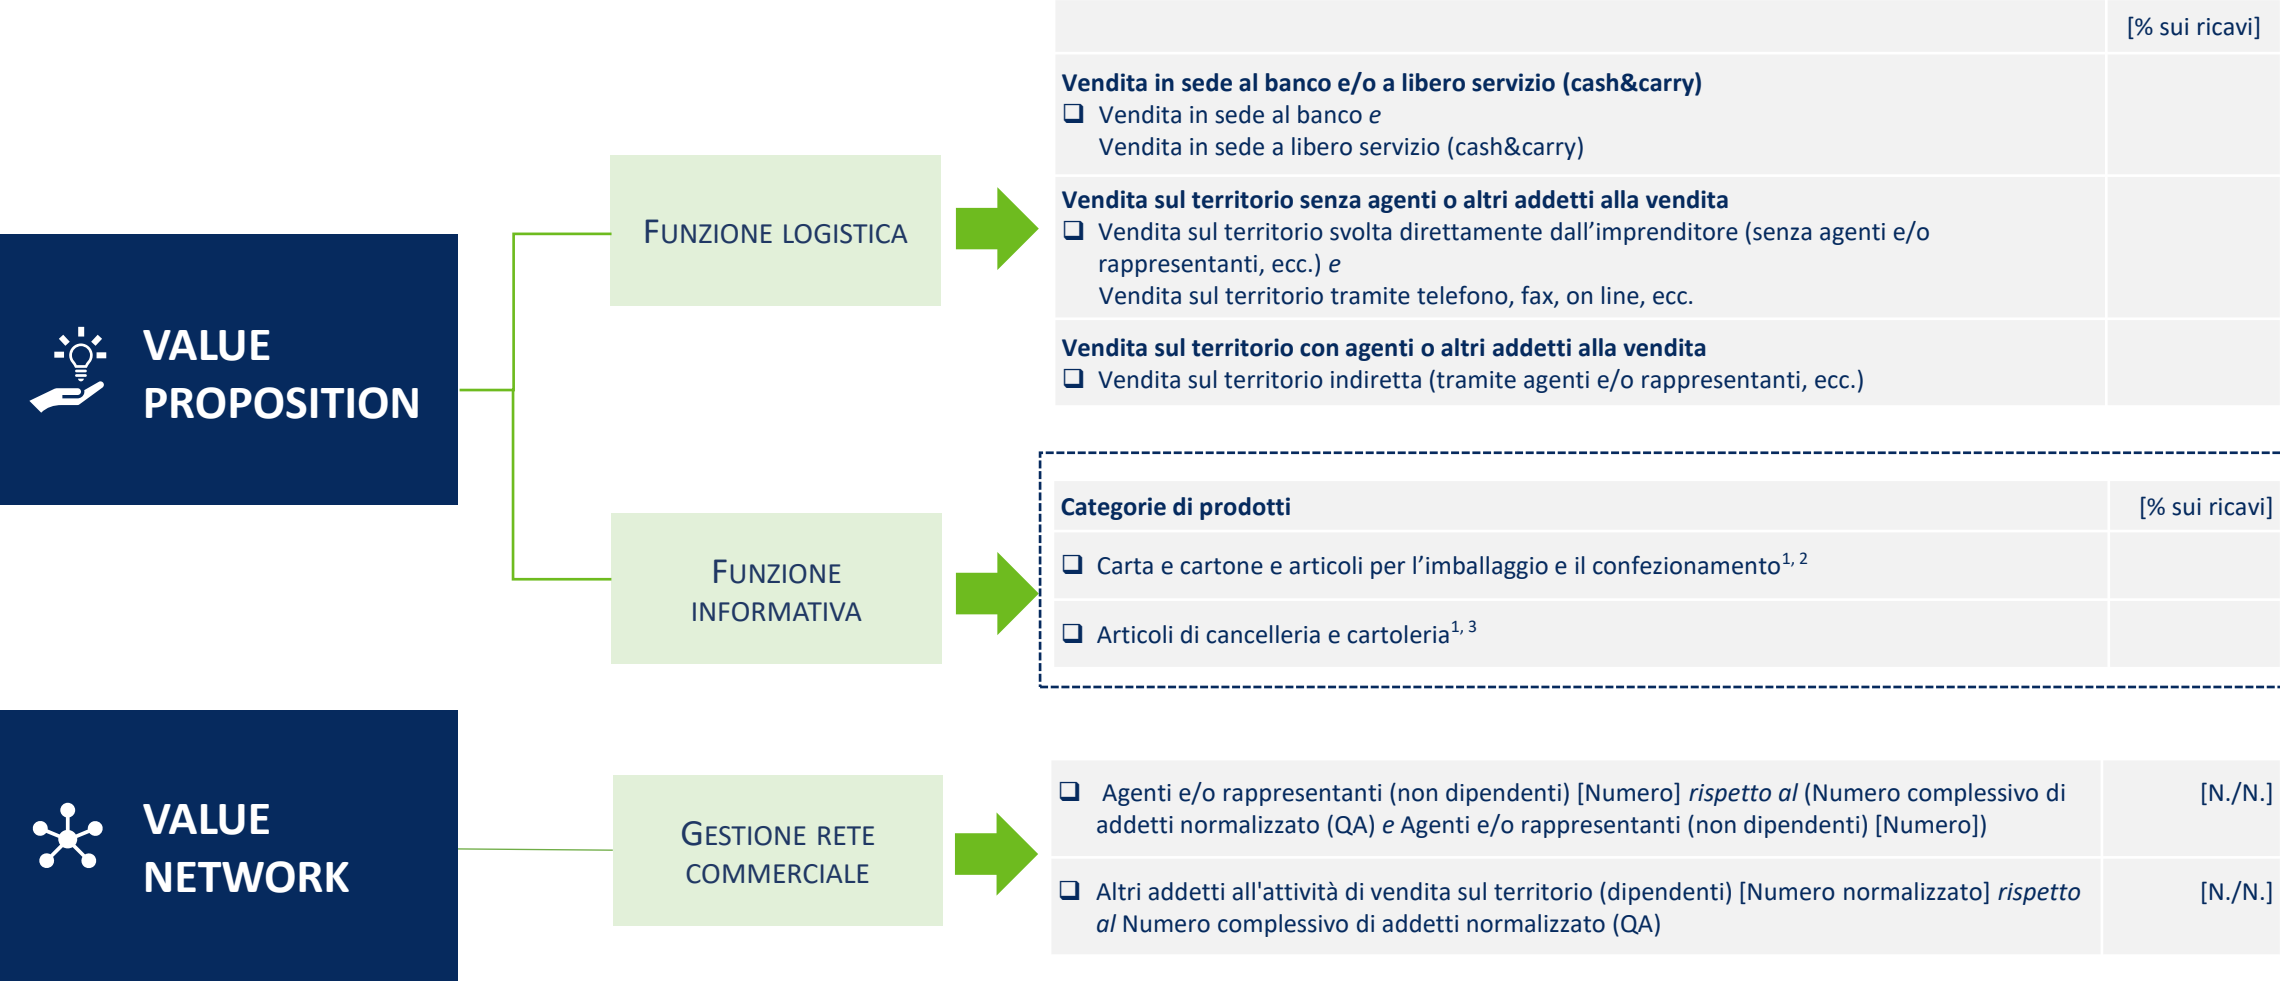 [% sui ricavi]
Vendita in sede al banco e/o a libero servizio (cash&carry)
❑ Vendita in sede al banco e
Vendita in sede a libero servizio (cash&carry)
FUNZIONE LOGISTICA
Vendita sul territorio senza agenti o altri addetti alla vendita
❑ Vendita sul territorio svolta direttamente dall’imprenditore (senza agenti e/o
rappresentanti, ecc.) e
Vendita sul territorio tramite telefono, fax, on line, ecc.
Vendita sul territorio con agenti o altri addetti alla vendita
❑ Vendita sul territorio indiretta (tramite agenti e/o rappresentanti, ecc.)
VALUE
PROPOSITION
Categorie di prodotti [% sui ricavi]
❑ Carta e cartone e articoli per l’imballaggio e il confezionamento1, 2
❑ Articoli di cancelleria e cartoleria1, 3
FUNZIONE
INFORMATIVA
VALUE
NETWORK
GESTIONE RETE
COMMERCIALE
❑ Agenti e/o rappresentanti (non dipendenti) [Numero] rispetto al (Numero complessivo di [N./N.]
addetti normalizzato (QA) e Agenti e/o rappresentanti (non dipendenti) [Numero])
❑ Altri addetti all'attività di vendita sul territorio (dipendenti) [Numero normalizzato] rispetto [N./N.]
al Numero complessivo di addetti normalizzato (QA)